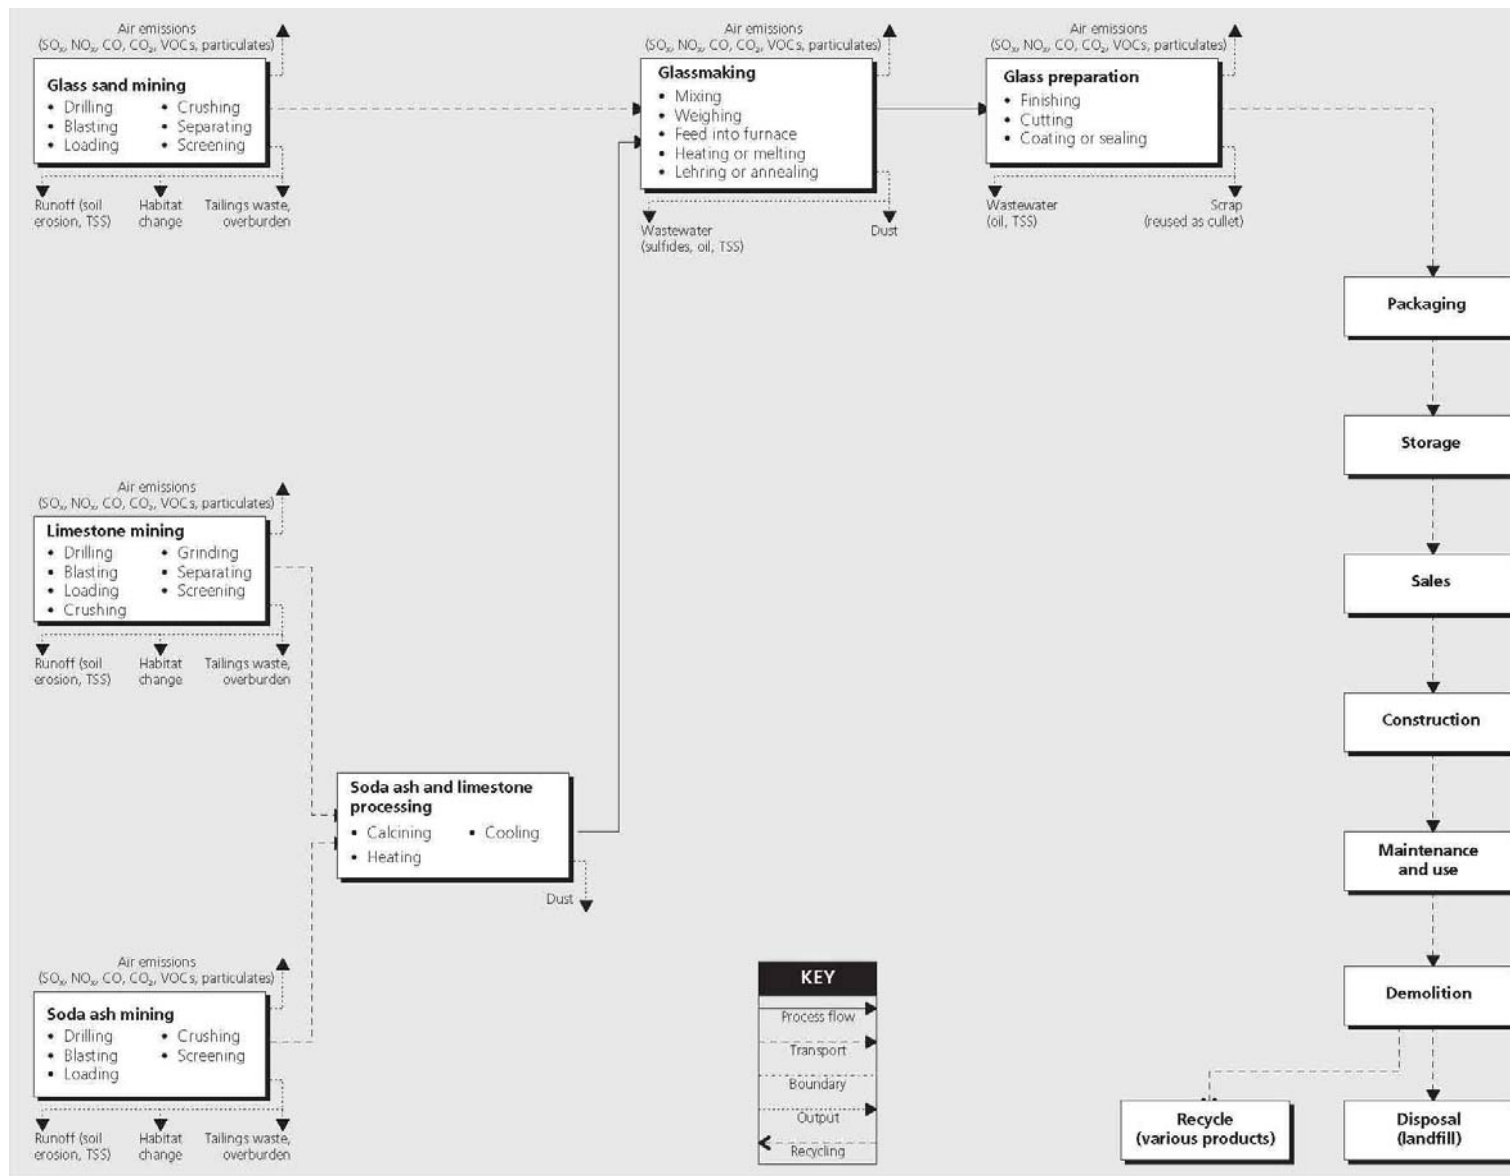 Air emissions
(SOx, NOx, CO, CO2, VOCs, particulates)
Glass sand mining
• Drilling
• Blasting
• Loading
• Crushing
• Separating
• Screening
Runoff (soil
erosion, TSS)
Habitat
change
Tailings waste,
overburden
Air emissions
(SOx, NOx, CO, CO2, VOCs, particulates)
Glassmaking
• Mixing
• Weighing
• Feed into furnace
• Heating or melting
• Lehring or annealing
Wastewater
(sulfides, oil, TSS)
Dust
Air emissions
(SOx, NOx, CO, CO2, VOCs, particulates)
Glass preparation
• Finishing
• Cutting
• Coating or sealing
Wastewater
(oil, TSS)
Scrap
(reused as cullet)
Packaging
Storage
Sales
Construction
Maintenance
and use
Demolition
Recycle
(various products)
Disposal
(landfill)
Air emissions
(SOx, NOx, CO, CO2, VOCs, particulates)
Limestone mining
• Drilling
• Blasting
• Loading
• Crushing
• Grinding
• Separating
• Screening
Runoff (soil
erosion, TSS)
Habitat
change
Tailings waste,
overburden
Soda ash and limestone
processing
• Calcining
• Heating
• Cooling
Dust
Air emissions
(SOx, NOx, CO, CO2, VOCs, particulates)
Soda ash mining
• Drilling
• Blasting
• Loading
• Crushing
• Screening
Runoff (soil
erosion, TSS)
Habitat
change
Tailings waste,
overburden
KEY
Process flow
Transport
Boundary
Output
Recycling